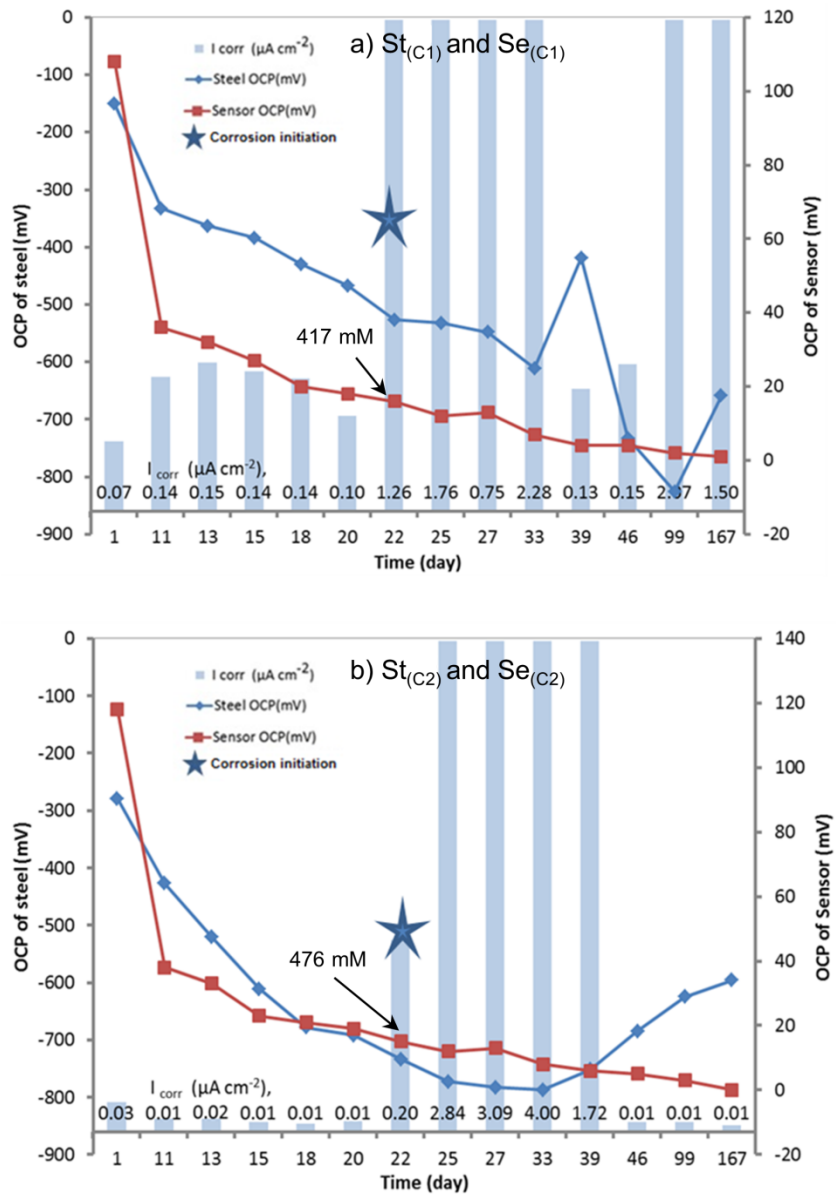 a) St(C1) and Se(C1)
I corr (µA cm-2)
Steel OCP(mV)
Sensor OCP(mV)
Corrosion initiation
OCP of steel (mV)
0
-100
-200
-300
-400
-500
-600
-700
-800
-900
OCP of Sensor (mV)
120
100
80
60
40
20
0
-20
417 mM
I corr (µA cm-2),
0.07 0.14 0.15 0.14 0.14 0.10 1.26 1.76 0.75 2.28 0.13 0.15 1.50
1 11 13 15 18 20 22 25 27 33 39 46 99 167
Time (day)
b) St(C2) and Se(C2)
I corr (µA cm-2)
Steel OCP(mV)
Sensor OCP(mV)
Corrosion initiation
OCP of steel (mV)
0
-100
-200
-300
-400
-500
-600
-700
-800
-900
OCP of Sensor (mV)
140
120
100
80
60
40
20
0
-20
476 mM
I corr (µA cm-2),
0.03 0.01 0.02 0.01 0.01 0.01 0.20 2.84 3.09 4.00 1.72 0.01 0.01 0.01
1 11 13 15 18 20 22 25 27 33 39 46 99 167
Time (day)